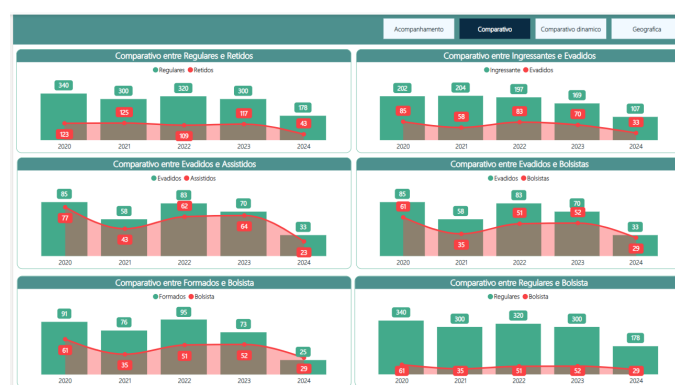 Acompanhamento Comparativo Comparativo dinamico Geografica
Comparativo entre Regulares e Retidos
Regulares Retidos
340 300 320 300 178
123 125 109 117 43
2020 2021 2022 2023 2024
Comparativo entre Ingressantes e Evadidos
Ingressante Evadidos
202 204 197 169 107
85 58 83 70 33
2020 2021 2022 2023 2024
Comparativo entre Evadidos e Assistidos
Evadidos Assistidos
85 58 83 70 33
77 43 62 64 23
2020 2021 2022 2023 2024
Comparativo entre Evadidos e Bolsistas
Evadidos Bolsistas
85 58 83 70 33
61 35 51 52 29
2020 2021 2022 2023 2024
Comparativo entre Formados e Bolsista
Formados Bolsista
91 76 95 73 25
61 35 51 52 29
2020 2021 2022 2023 2024
Comparativo entre Regulares e Bolsista
Regulares Bolsista
340 300 320 300 178
61 35 51 52 29
2020 2021 2022 2023 2024